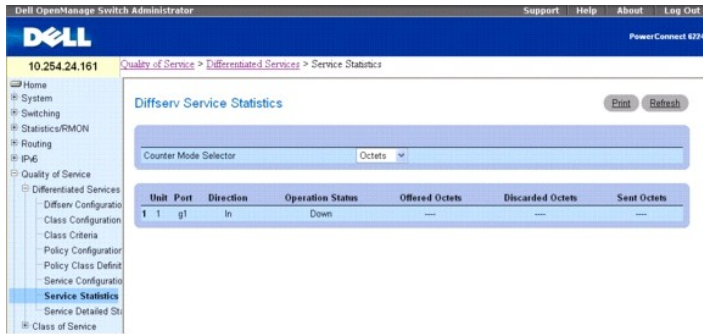 Dell OpenManage Switch Administrator
Support Help About Log Out
DELL
PowerConnect 6224
10.254.24.161
Quality of Service > Differentiated Services > Service Statistics
Home
System
Switching
Statistics/RMON
Routing
IPv6
Quality of Service
Differentiated Services
Diffserv Configuratio
Class Configuration
Class Criteria
Policy Configuration
Policy Class Definit
Service Configuratio
Service Statistics
Service Detailed Sta
Class of Service
Diffserv Service Statistics
Print Refresh
Counter Mode Selector Octets
Unit Port Direction Operation Status Offered Octets Discarded Octets Sent Octets
1 1 g1 In Down ---- ---- ----